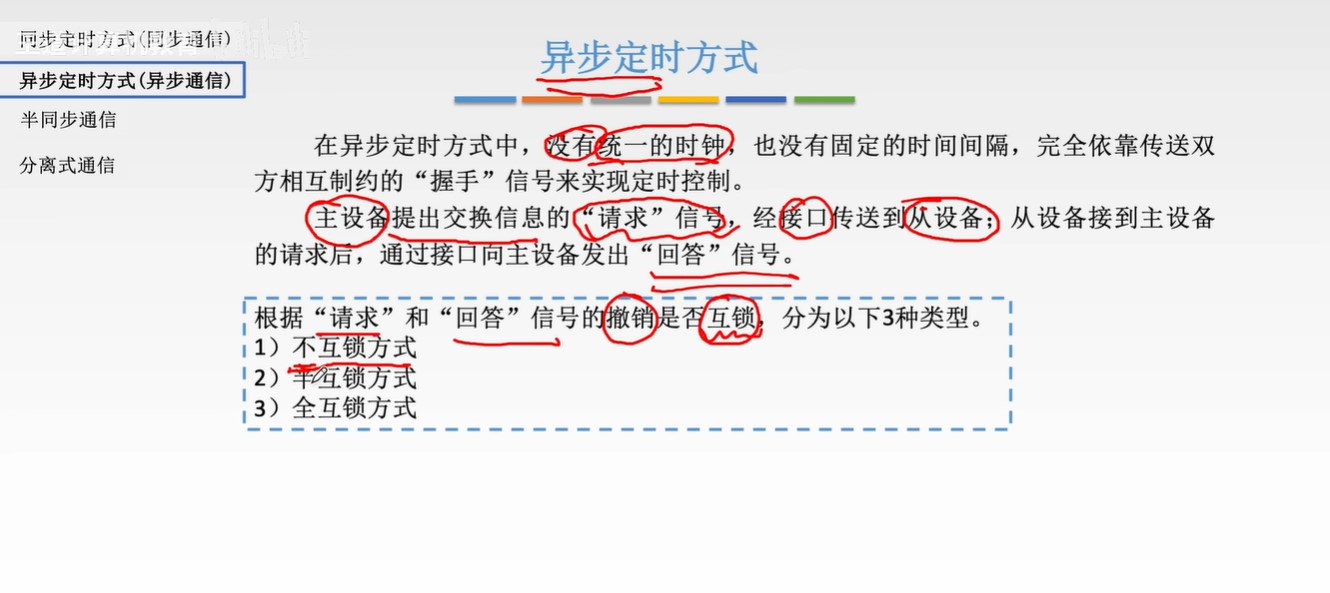 同步定时方式(同步通信)
异步定时方式(异步通信)
半同步通信
分离式通信
异步定时方式
在异步定时方式中，没有统一的时钟，也没有固定的时间间隔，完全依靠传送双
方相互制约的“握手”信号来实现定时控制。
主设备提出交换信息的“请求”信号，经接口传送到从设备；从设备接到主设备
的请求后，通过接口向主设备发出“回答”信号。
根据“请求”和“回答”信号的撤销是否互锁，分为以下3种类型。
1）不互锁方式
2）半互锁方式
3）全互锁方式